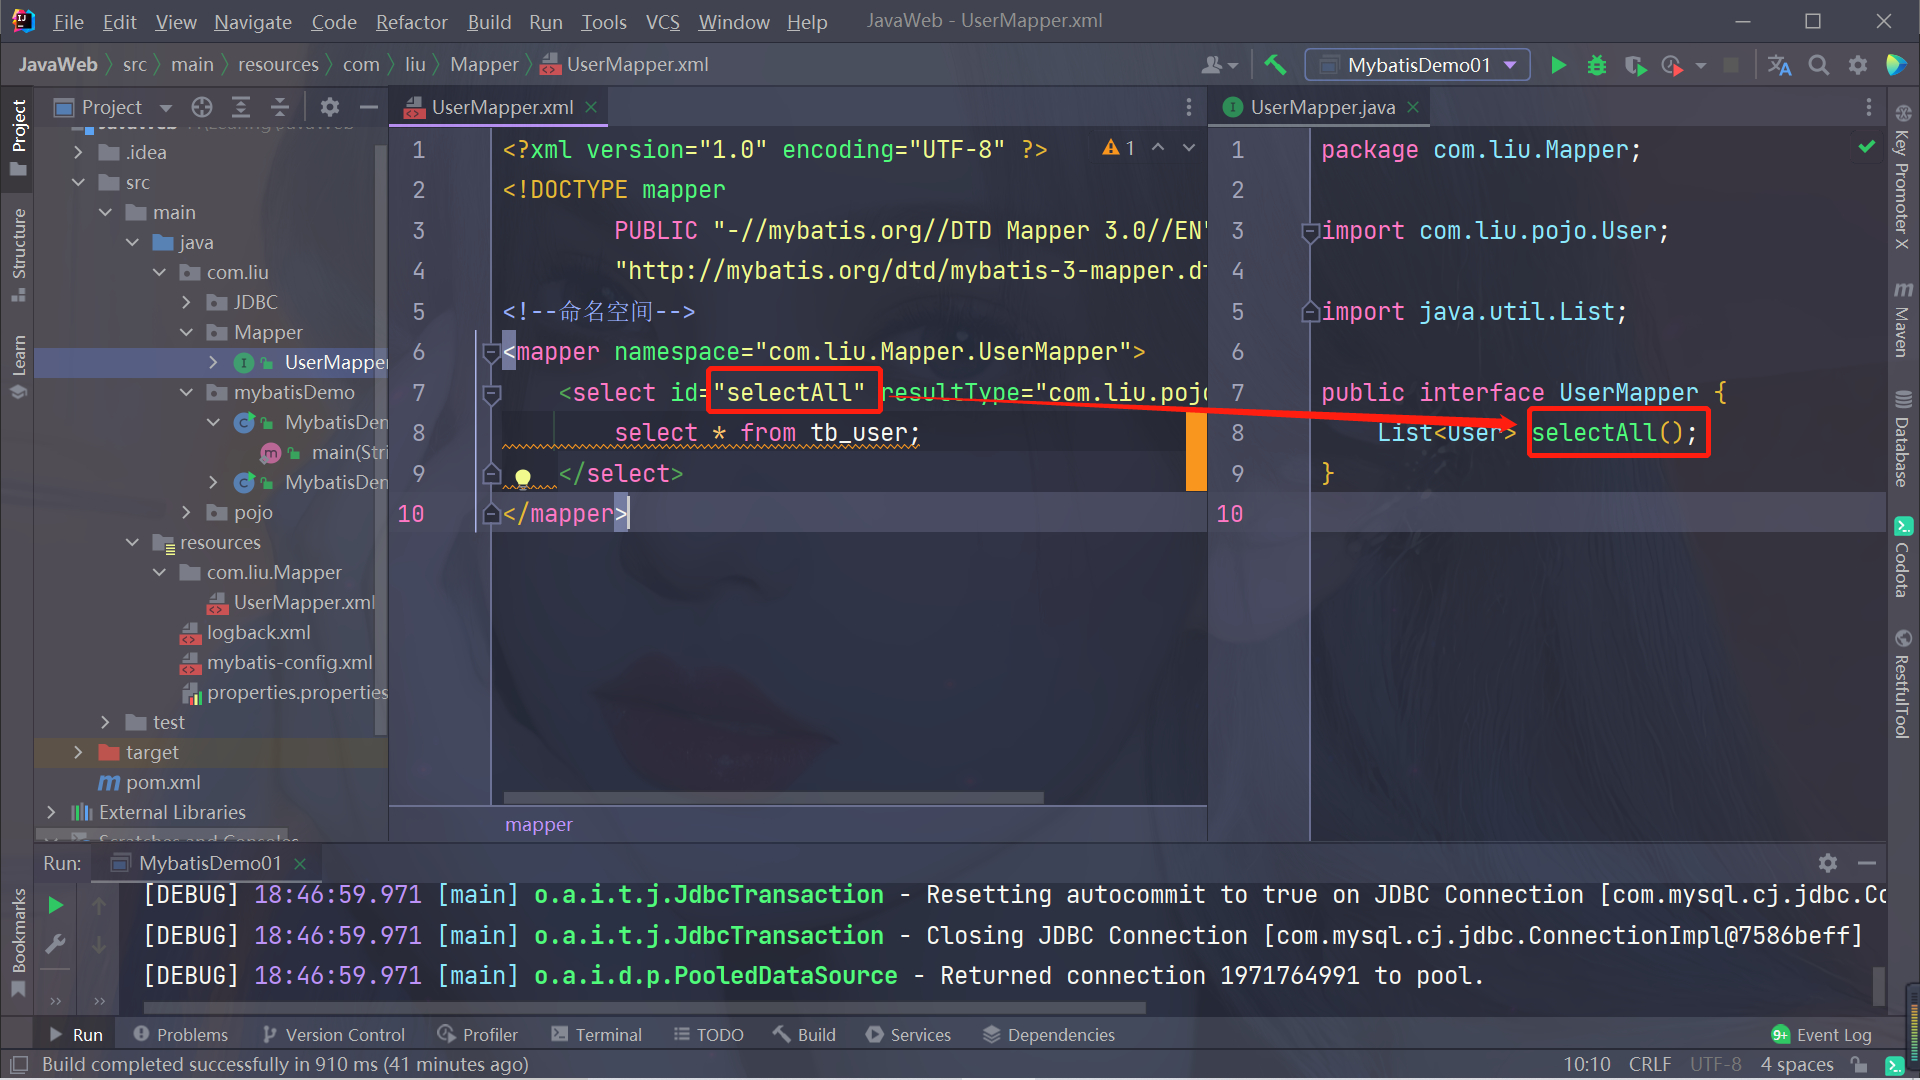 File Edit View Navigate Code Refactor Build Run Tools VCS Window Help JavaWeb - UserMapper.xml
JavaWeb src main resources com liu Mapper UserMapper.xml MybatisDemo01
Project
UserMapper.xml
UserMapper.java
Project
Structure
Learn
Bookmarks
.idea
src
main
java
com.liu
JDBC
Mapper
UserMapper
mybatisDemo
MybatisDem
main(Stri
MybatisDem
pojo
resources
com.liu.Mapper
UserMapper.xml
logback.xml
mybatis-config.xml
properties.properties
test
target
pom.xml
External Libraries
Scratches and Consoles
1 <?xml version="1.0" encoding="UTF-8" ?>
2 <!DOCTYPE mapper
3 PUBLIC "-//mybatis.org//DTD Mapper 3.0//EN"
4 "http://mybatis.org/dtd/mybatis-3-mapper.dt
5 <!--命名空间-->
6 <mapper namespace="com.liu.Mapper.UserMapper">
7 <select id="selectAll" resultType="com.liu.pojo
8 select * from tb_user;
9 </select>
10 </mapper>
1
mapper
1 package com.liu.Mapper;
2
3 import com.liu.pojo.User;
4
5 import java.util.List;
6
7 public interface UserMapper {
8 List<User> selectAll();
9 }
10
Key Promoter X
Maven
Database
Codota
RestfulTool
Run: MybatisDemo01
[DEBUG] 18:46:59.971 [main] o.a.i.t.j.JdbcTransaction - Resetting autocommit to true on JDBC Connection [com.mysql.cj.jdbc.Co
[DEBUG] 18:46:59.971 [main] o.a.i.t.j.JdbcTransaction - Closing JDBC Connection [com.mysql.cj.jdbc.ConnectionImpl@7586beff]
[DEBUG] 18:46:59.971 [main] o.a.i.d.p.PooledDataSource - Returned connection 1971764991 to pool.
Run Problems Version Control Profiler Terminal TODO Build Services Dependencies 9+ Event Log
Build completed successfully in 910 ms (41 minutes ago) 10:10 CRLF UTF-8 4 spaces